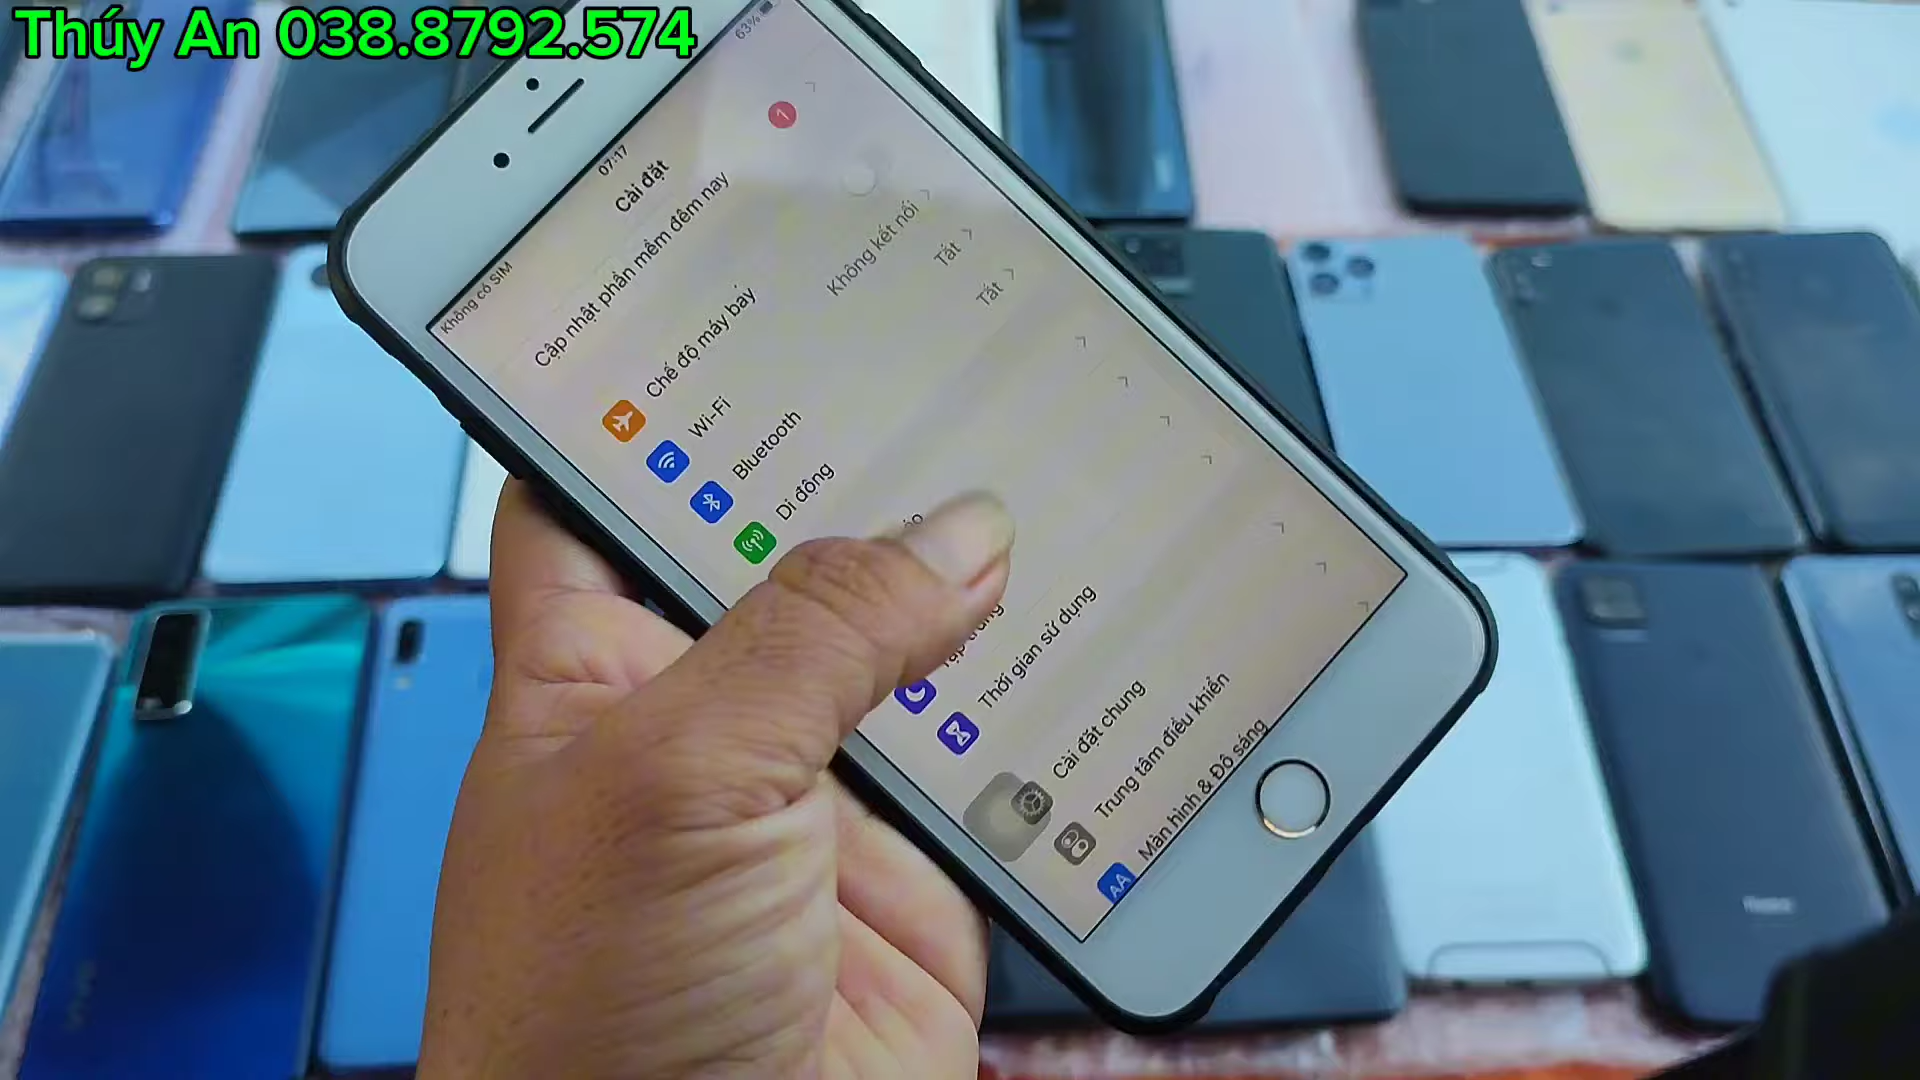 Thúy An 038.8792.574
Không có SIM
07:17
63%
Cài đặt
Cập nhật phần mềm đêm nay
1
Chế độ máy bay
Wi-Fi
Không kết nối
Bluetooth
Tắt
Di động
Tắt
Thời gian sử dụng
Cài đặt chung
Trung tâm điều khiển
AA
Màn hình & Độ sáng